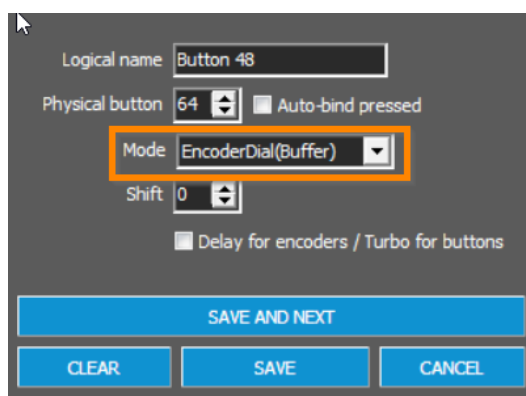 Logical name Button 48
Physical button 64 Auto-bind pressed
Mode EncoderDial(Buffer)
Shift 0
Delay for encoders / Turbo for buttons
SAVE AND NEXT
CLEAR SAVE CANCEL